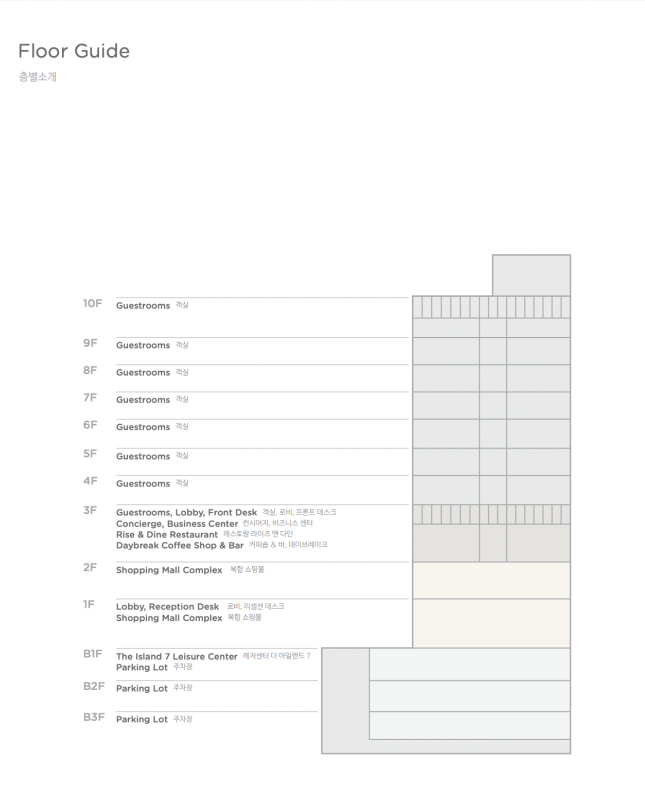 Floor Guide
층별소개
10F Guestrooms 객실
9F Guestrooms 객실
8F Guestrooms 객실
7F Guestrooms 객실
6F Guestrooms 객실
5F Guestrooms 객실
4F Guestrooms 객실
3F Guestrooms, Lobby, Front Desk 객실, 로비, 프론트 데스크
Concierge, Business Center 컨시어지, 비즈니스 센터
Rise & Dine Restaurant 레스토랑 라이즈 앤 다인
Daybreak Coffee Shop & Bar 커피숍 & 바, 데이브레이크
2F Shopping Mall Complex 복합 쇼핑몰
1F Lobby, Reception Desk 로비, 리셉션 데스크
Shopping Mall Complex 복합 쇼핑몰
B1F The Island 7 Leisure Center 레저센터 더 아일랜드 7
Parking Lot 주차장
B2F Parking Lot 주차장
B3F Parking Lot 주차장